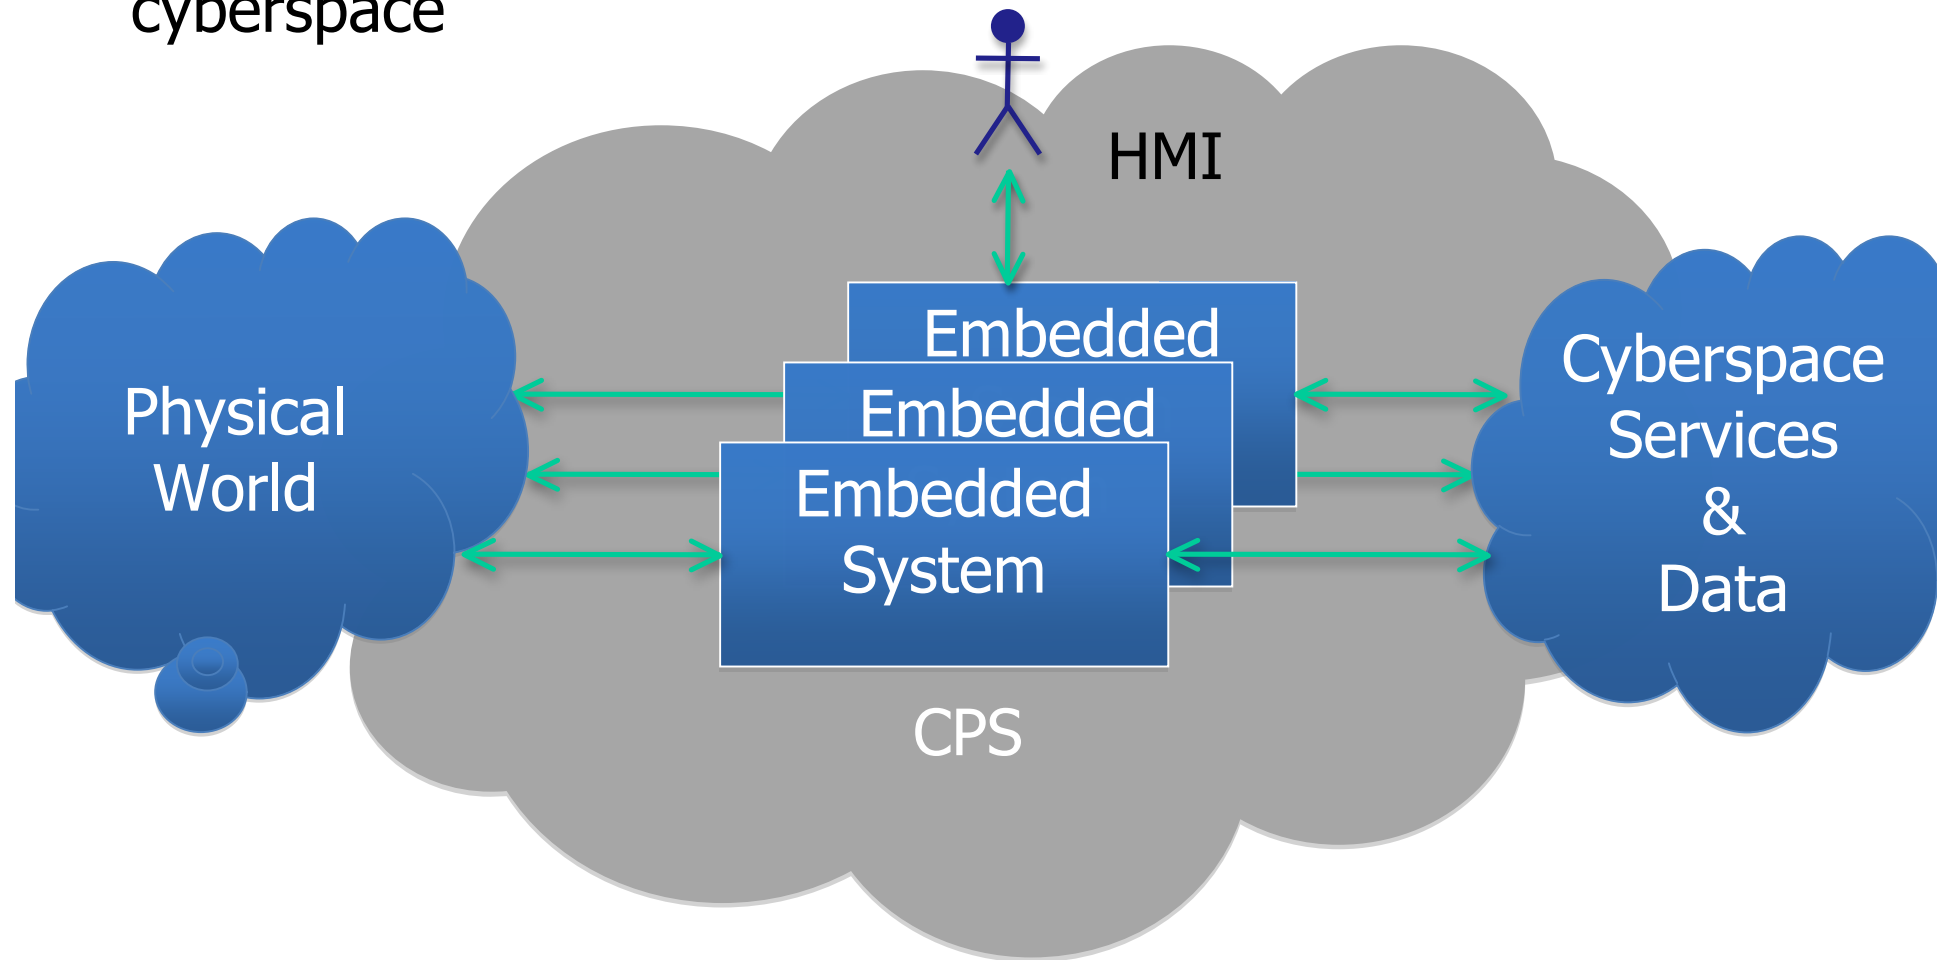 cyberspace
HMI
Physical
World
Embedded
Embedded
Embedded
System
Cyberspace
Services
&
Data
CPS